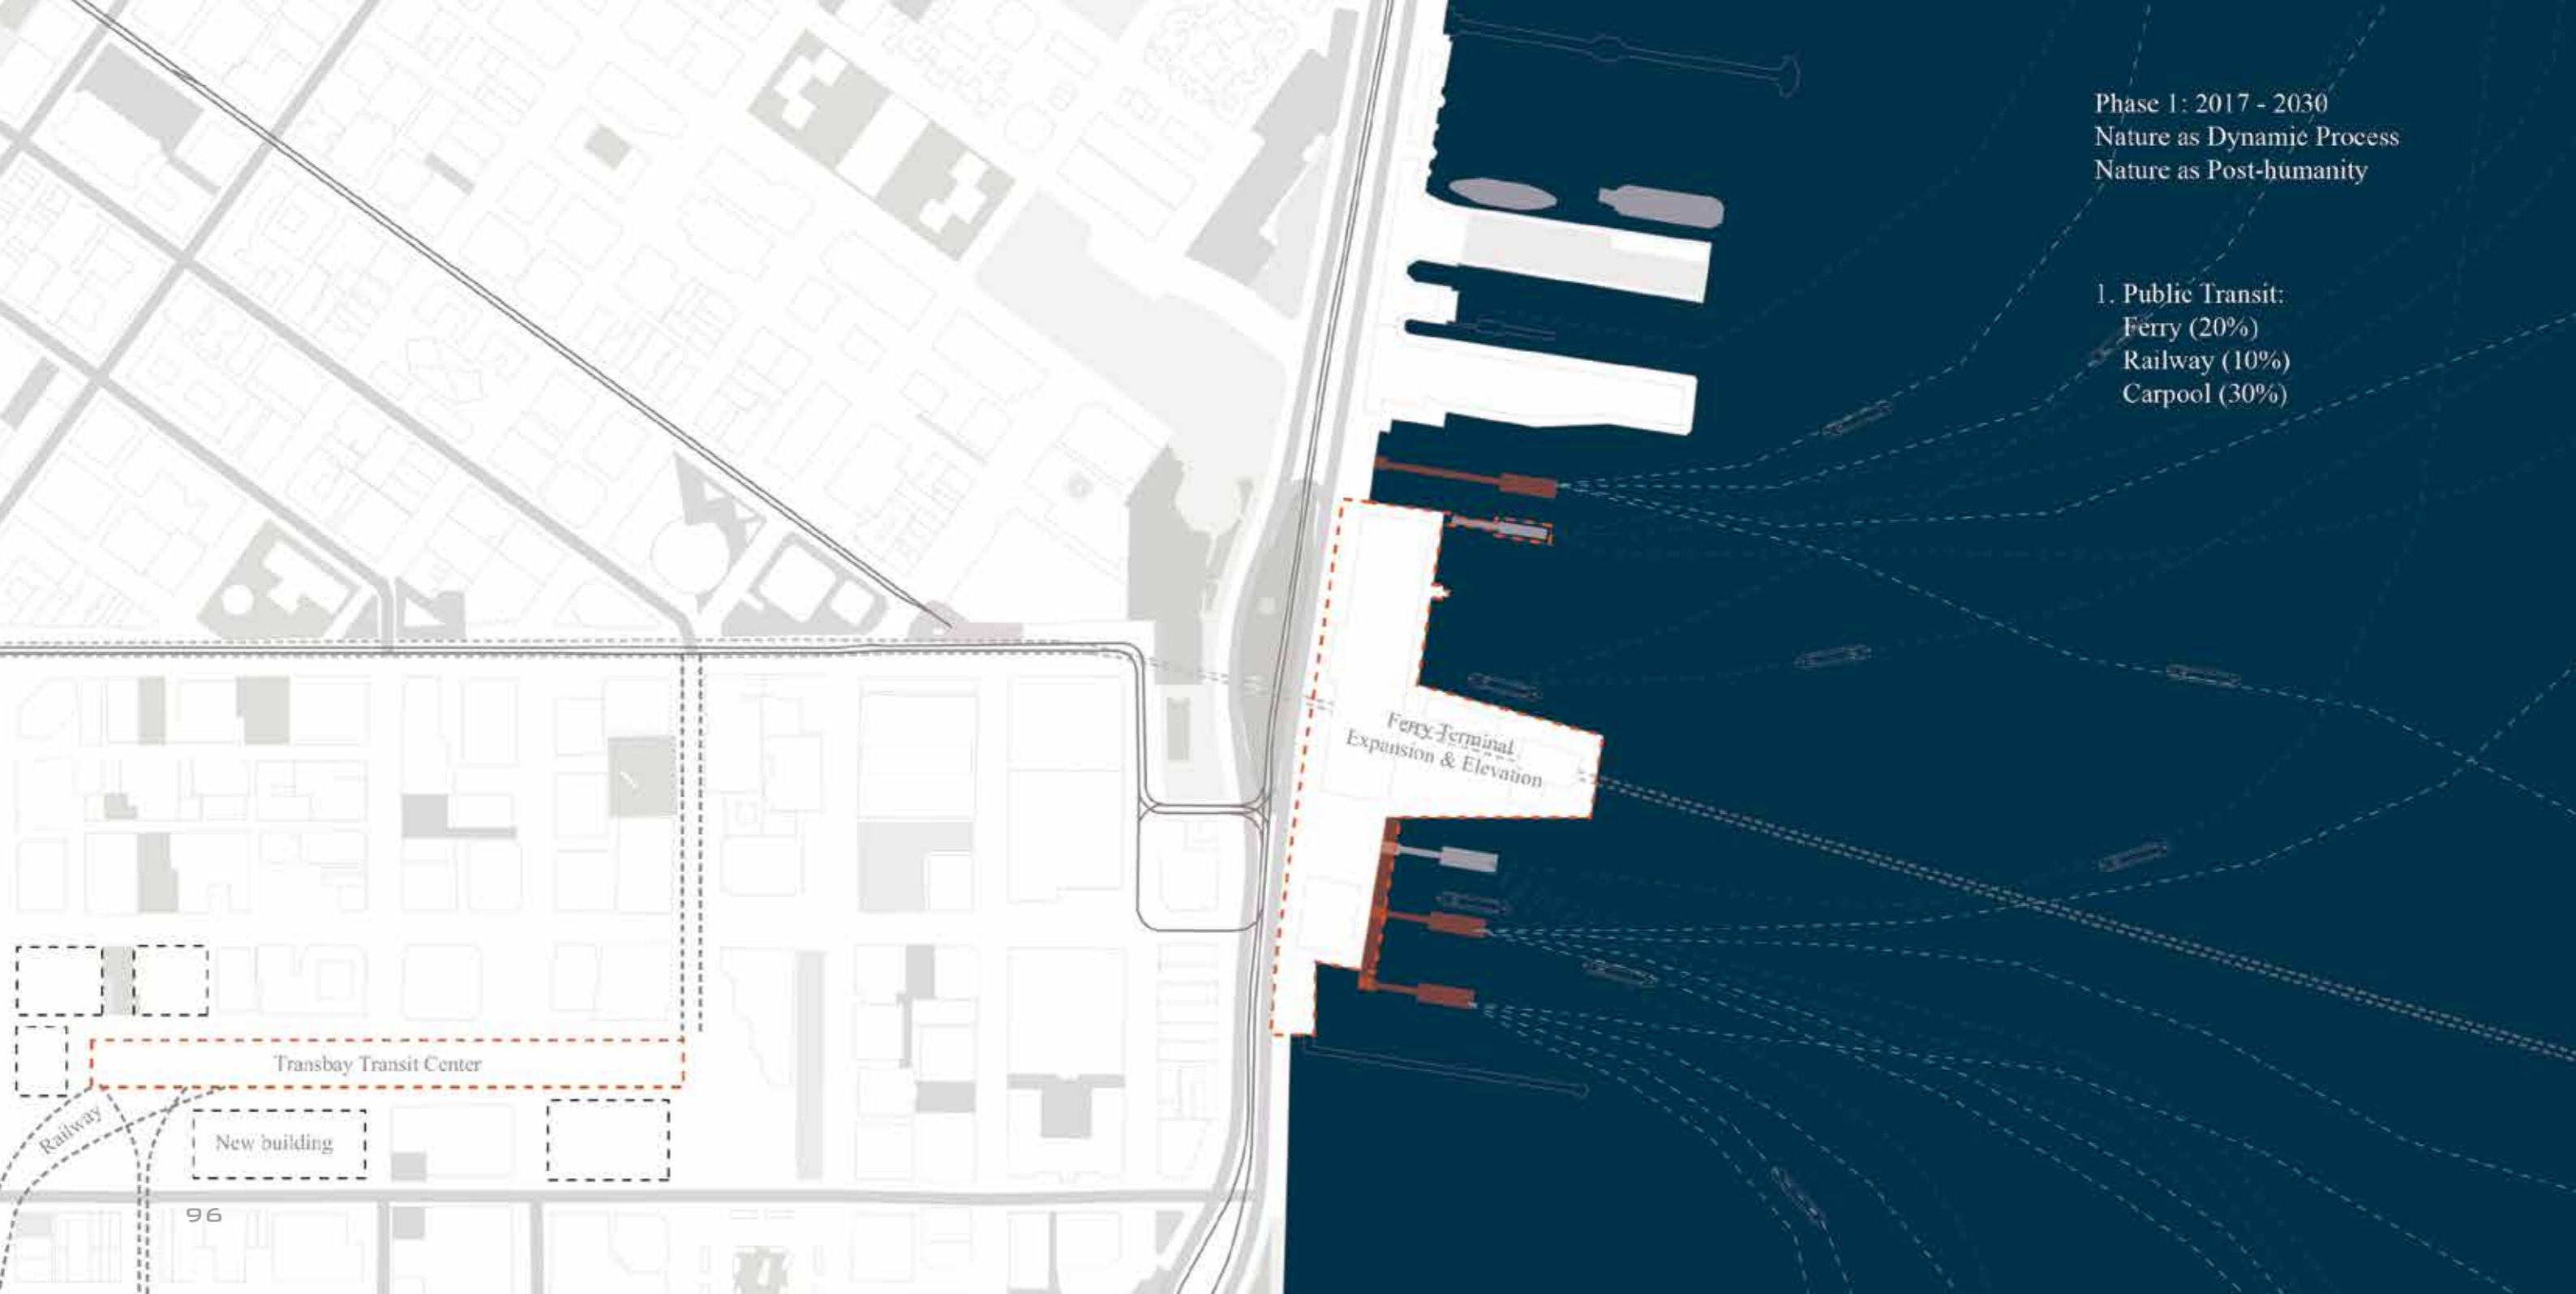 Phase 1: 2017 - 2030
Nature as Dynamic Process
Nature as Post-humanity
1. Public Transit:
Ferry (20%)
Railway (10%)
Carpool (30%)
Ferry Terminal
Expansion & Elevation
Transbay Transit Center
Railway
New building
96